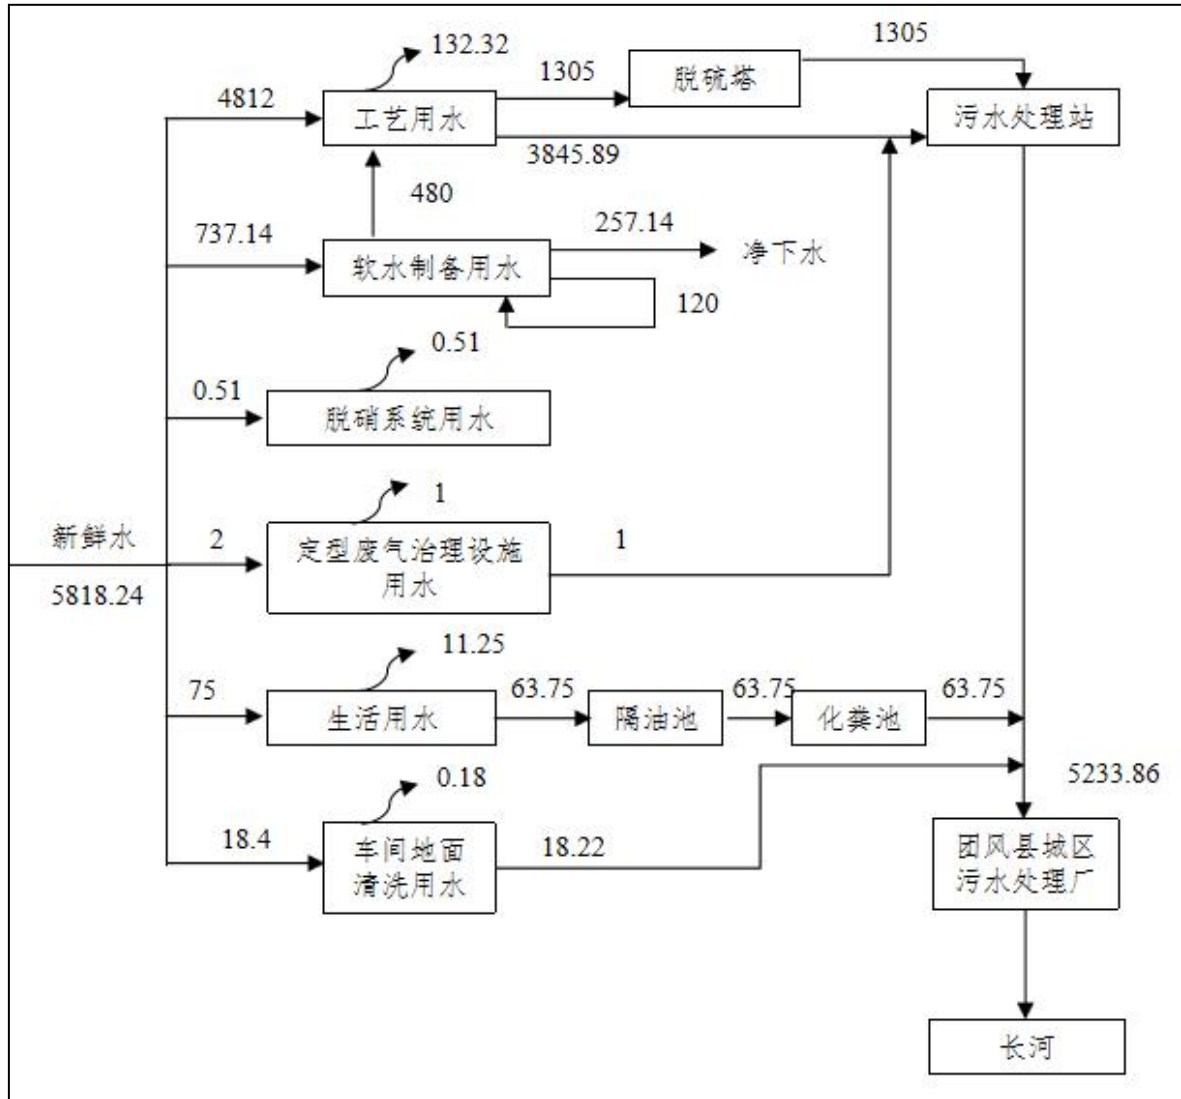 132.32
1305
1305
脱硫塔
4812
工艺用水
污水处理站
3845.89
480
737.14
257.14
软水制备用水
净下水
120
0.51
0.51
脱硝系统用水
1
新鲜水
2
定型废气治理设施
用水
1
5818.24
11.25
75
63.75
63.75
63.75
生活用水
隔油池
化粪池
0.18
5233.86
18.4
车间地面
清洗用水
18.22
团风县城区
污水处理厂
长河